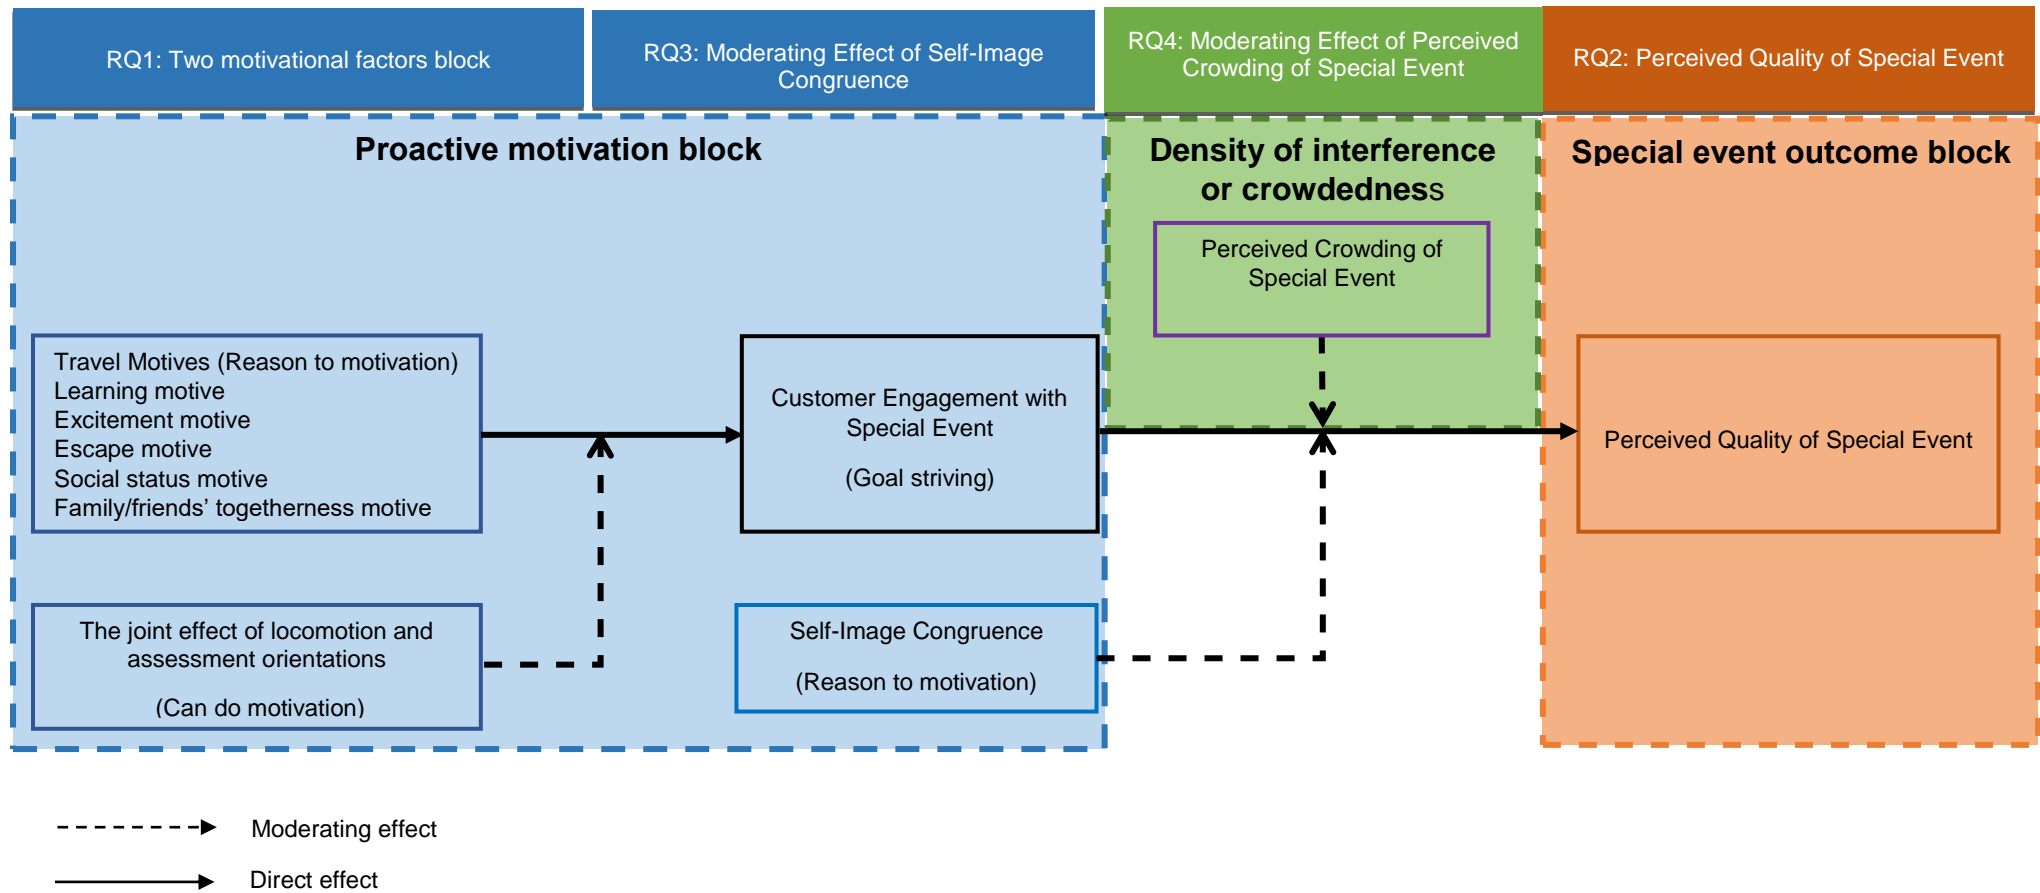 RQ1: Two motivational factors block
RQ3: Moderating Effect of Self-Image
Congruence
RQ4: Moderating Effect of Perceived
Crowding of Special Event
RQ2: Perceived Quality of Special Event
Proactive motivation block
Density of interference
or crowdedness
Special event outcome block
Perceived Crowding of
Special Event
Travel Motives (Reason to motivation)
Learning motive
Excitement motive
Escape motive
Social status motive
Family/friends’ togetherness motive
Customer Engagement with
Special Event
(Goal striving)
Perceived Quality of Special Event
The joint effect of locomotion and
assessment orientations
(Can do motivation)
Self-Image Congruence
(Reason to motivation)
Moderating effect
Direct effect